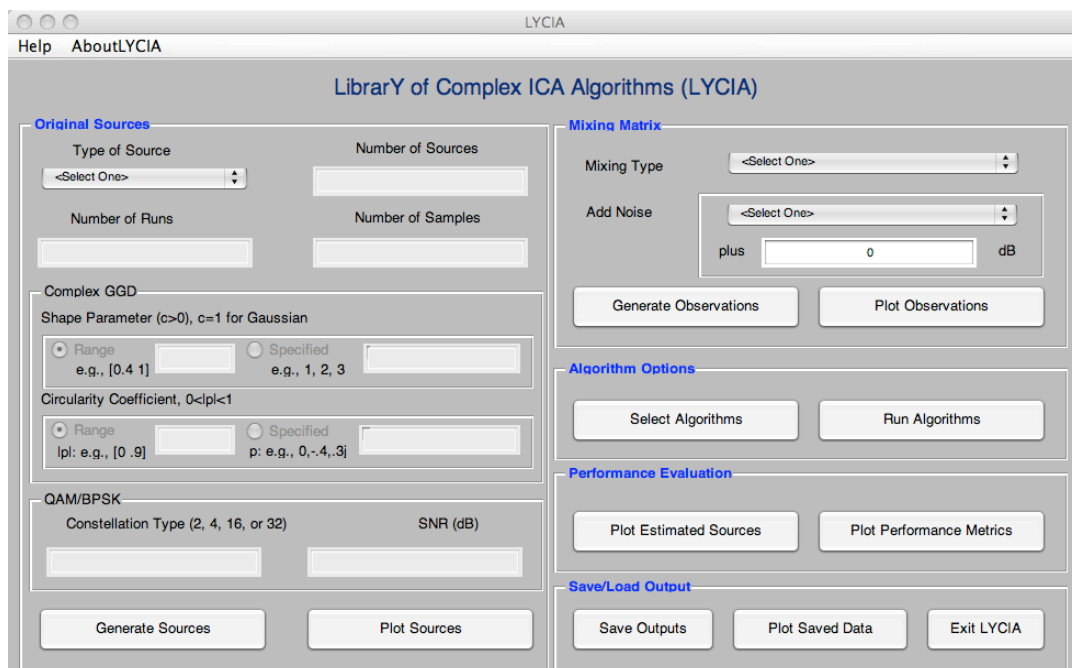 LYCIA
Help AboutLYCIA
LibrarY of Complex ICA Algorithms (LYCIA)
Original Sources
Type of Source
<Select One>
Number of Sources
Number of Runs
Number of Samples
Complex GGD
Shape Parameter (c>0), c=1 for Gaussian
Range
e.g., [0.4 1]
Specified
e.g., 1, 2, 3
Circularity Coefficient, 0<|p|<1
Range
|p|: e.g., [0 .9]
Specified
p: e.g., 0,-.4,.3j
QAM/BPSK
Constellation Type (2, 4, 16, or 32)
SNR (dB)
Generate Sources
Plot Sources
Mixing Matrix
Mixing Type
<Select One>
Add Noise
<Select One>
plus 0 dB
Generate Observations
Plot Observations
Algorithm Options
Select Algorithms
Run Algorithms
Performance Evaluation
Plot Estimated Sources
Plot Performance Metrics
Save/Load Output
Save Outputs
Plot Saved Data
Exit LYCIA